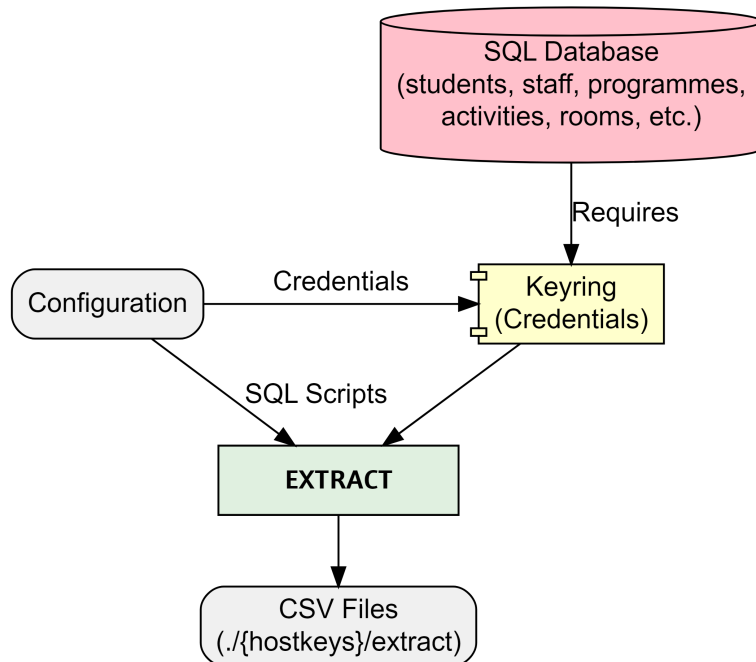 SQL Database
(students, staff, programmes,
activities, rooms, etc.)
Requires
Credentials
Configuration
Keyring
(Credentials)
SQL Scripts
EXTRACT
CSV Files
(./{hostkeys}/extract)